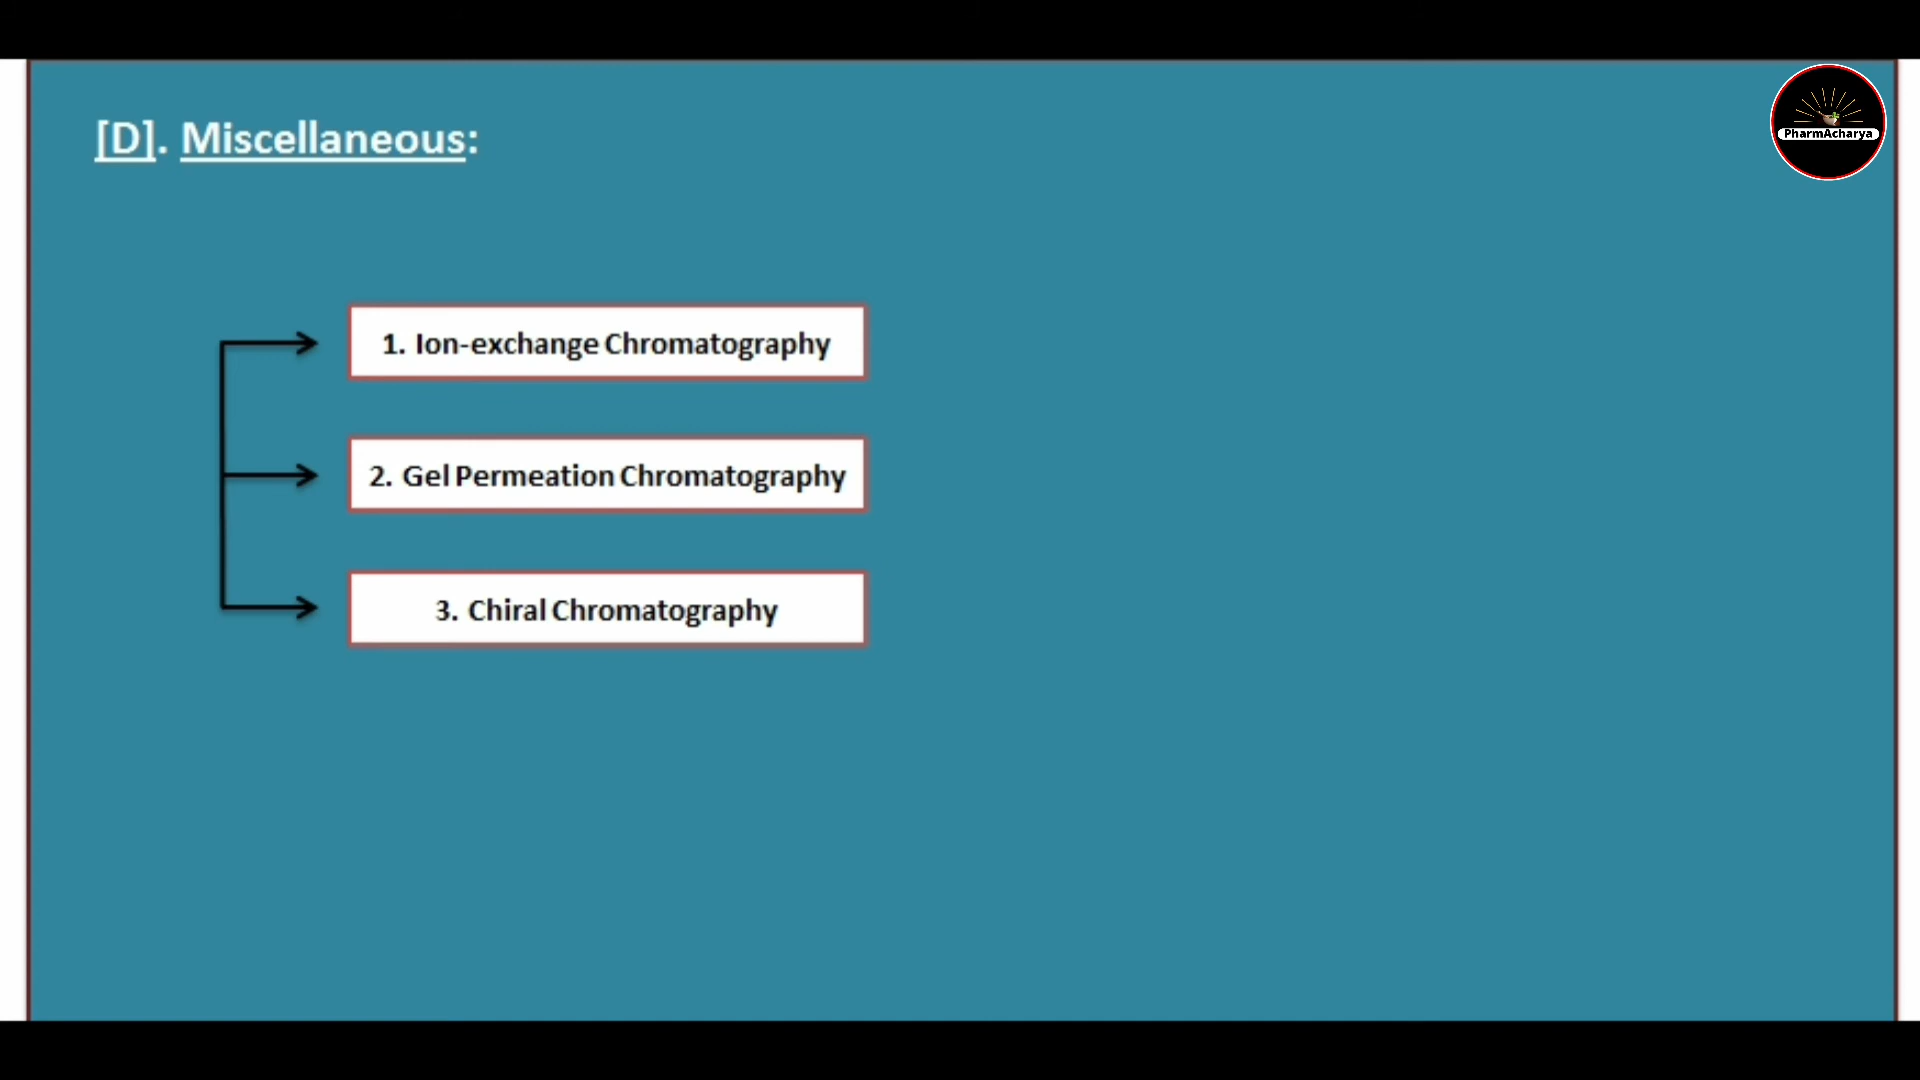 [D]. Miscellaneous:
PharmAcharya
1. Ion-exchange Chromatography
2. Gel Permeation Chromatography
3. Chiral Chromatography